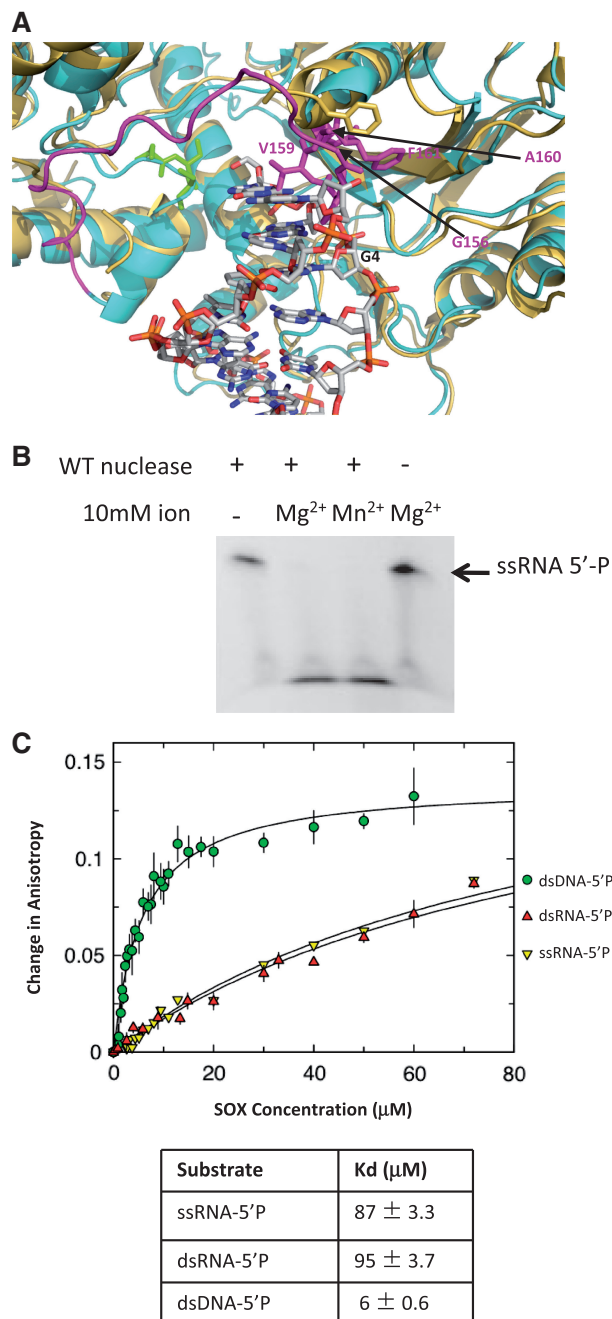 A
V159
F161
A160
G156
G4
B
WT nuclease + + + -
10mM ion - Mg²⁺ Mn²⁺ Mg²⁺
ssRNA 5'-P
C
0.15
0.1
0.05
0
Change in Anisotropy
0 20 40 60 80
SOX Concentration (μM)
dsDNA-5'P
dsRNA-5'P
ssRNA-5'P
Substrate Kd (μM)
ssRNA-5'P 87 ± 3.3
dsRNA-5'P 95 ± 3.7
dsDNA-5'P 6 ± 0.6